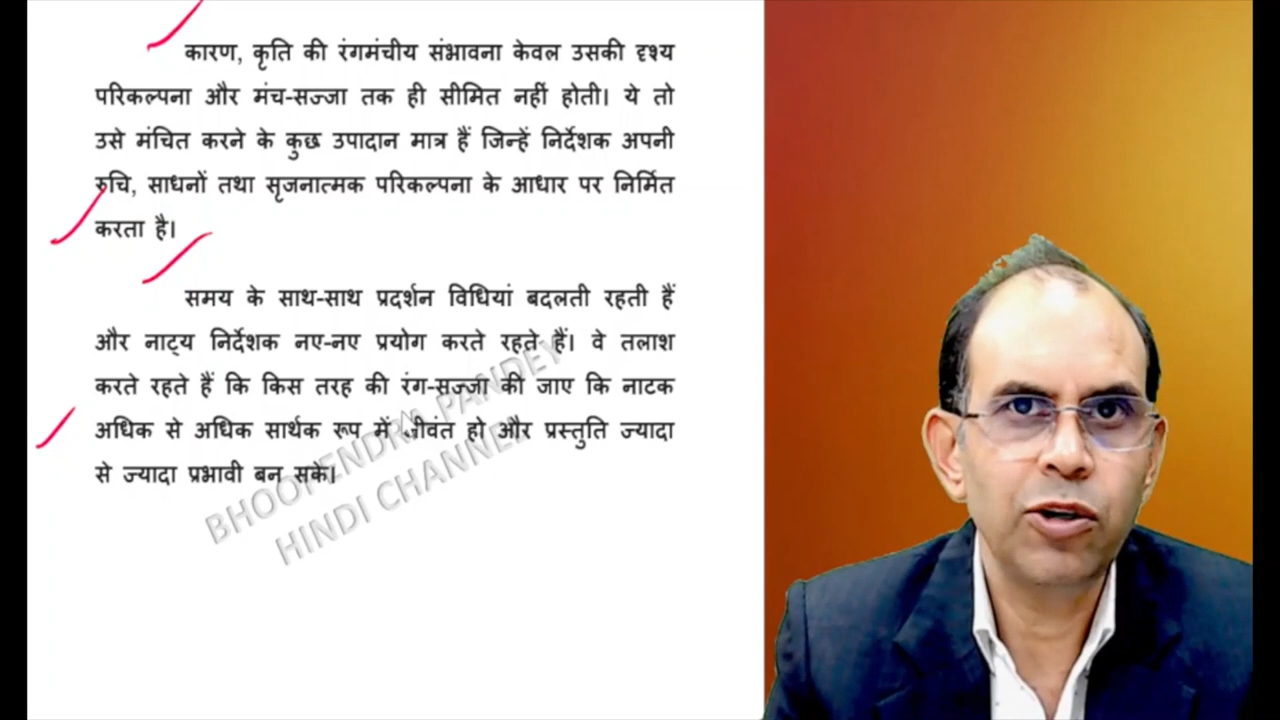 कारण, कृति की रंगमंचीय संभावना केवल उसकी दृश्य
परिकल्पना और मंच-सज्जा तक ही सीमित नहीं होती। ये तो
उसे मंचित करने के कुछ उपादान मात्र हैं जिन्हें निर्देशक अपनी
रुचि, साधनों तथा सृजनात्मक परिकल्पना के आधार पर निर्मित
करता है।
समय के साथ-साथ प्रदर्शन विधियां बदलती रहती हैं
और नाट्य निर्देशक नए-नए प्रयोग करते रहते हैं। वे तलाश
करते रहते हैं कि किस तरह की रंग-सज्जा की जाए कि नाटक
अधिक से अधिक सार्थक रूप में जीवंत हो और प्रस्तुति ज्यादा
से ज्यादा प्रभावी बन सके।
BHOOPENDRA PANDEY
HINDI CHANNEL